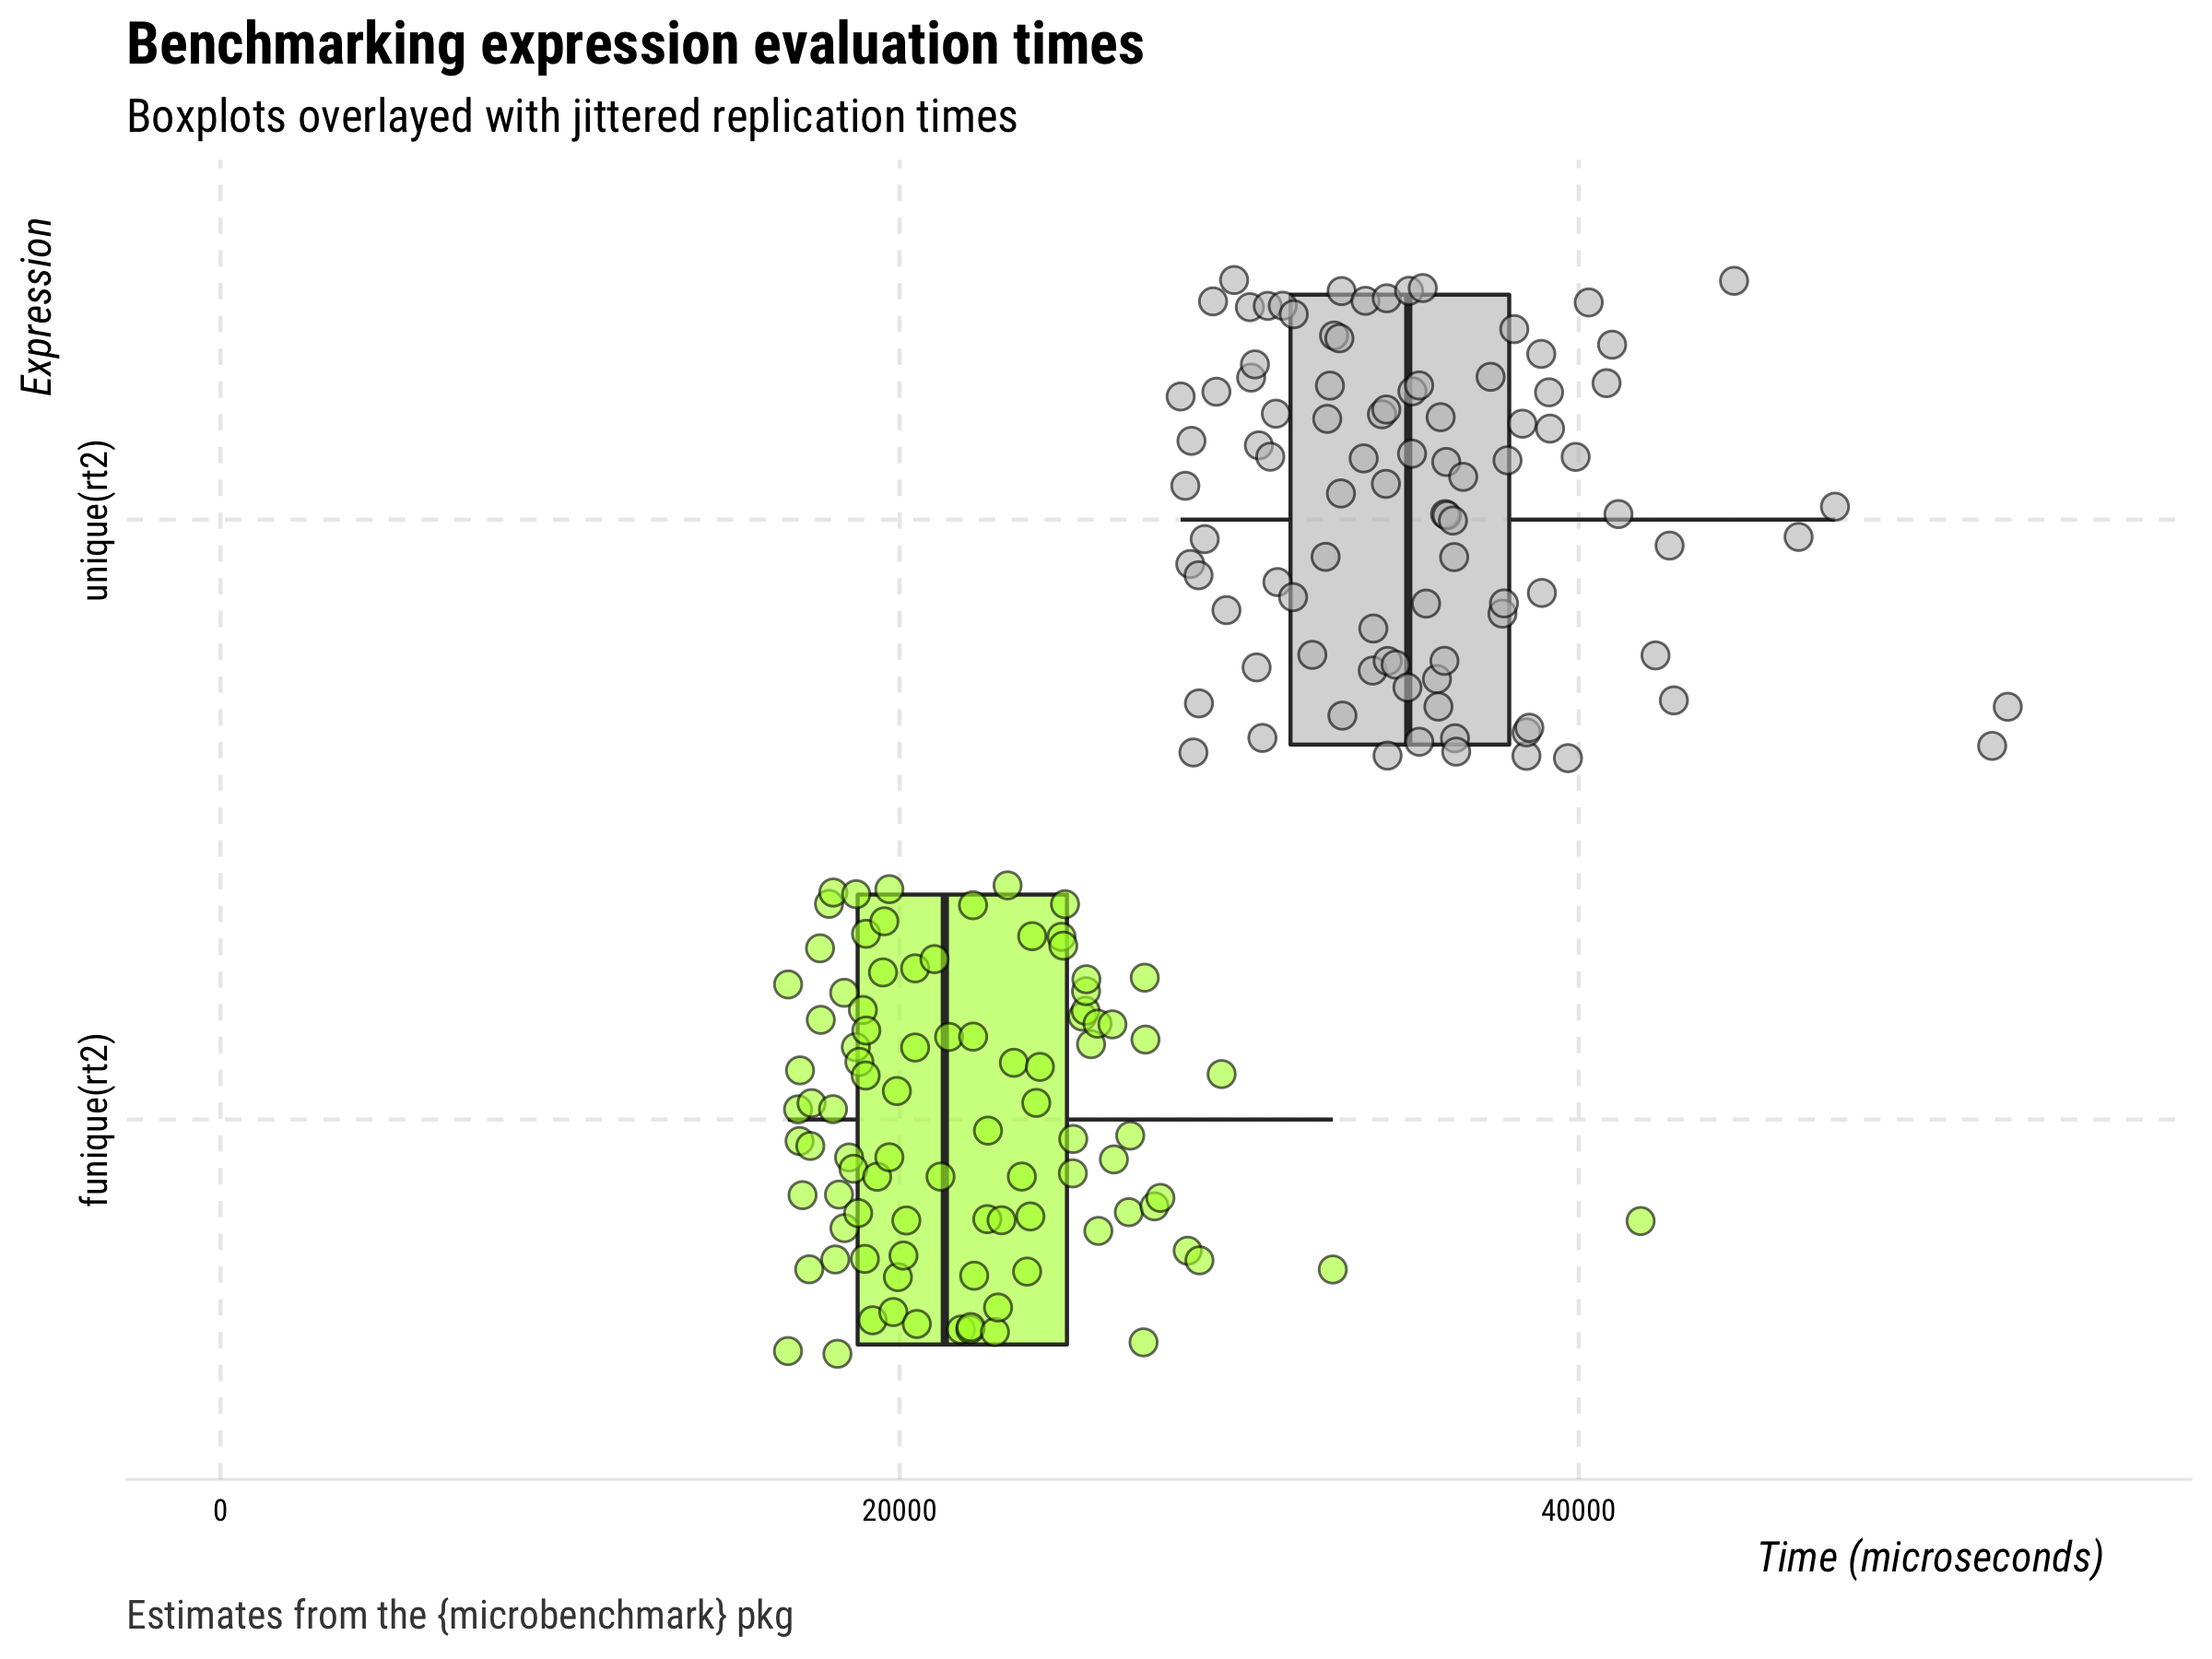 Benchmarking expression evaluation times
Boxplots overlayed with jittered replication times
Expression
unique(rt2)
funique(rt2)
0
20000
40000
Time (microseconds)
Estimates from the {microbenchmark} pkg